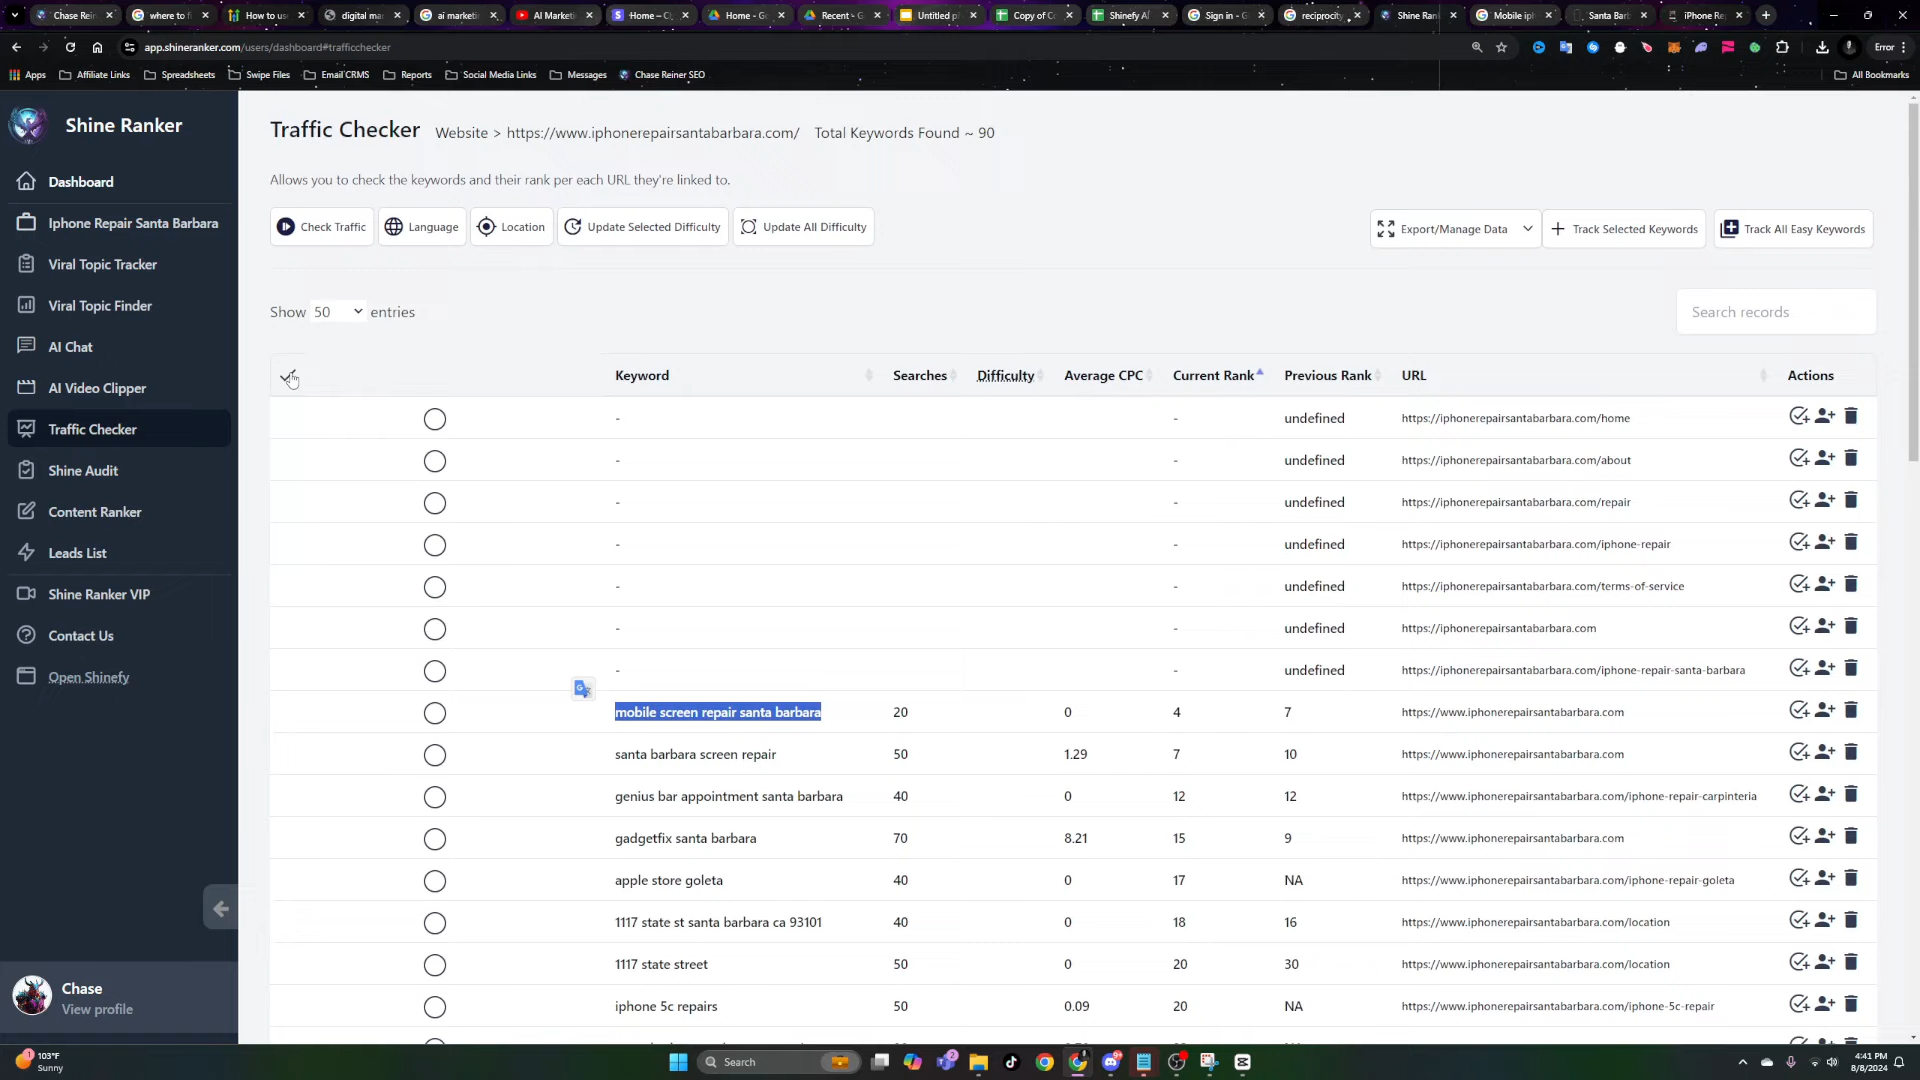 Chase Rein
where to f
How to use
digital mar
ai marketin
AI Marketi
Home – C
Home - Go
Recent - G
Untitled p
Copy of C
Shinefy AI
Sign in - G
reciprocity
Shine Rank
Mobile iph
Santa Barb
iPhone Rep
app.shineranker.com/users/dashboard#trafficchecker
Error
Apps
Affiliate Links
Spreadsheets
Swipe Files
Email CRMS
Reports
Social Media Links
Messages
Chase Reiner SEO
All Bookmarks
Shine Ranker
Dashboard
Iphone Repair Santa Barbara
Viral Topic Tracker
Viral Topic Finder
AI Chat
AI Video Clipper
Traffic Checker
Shine Audit
Content Ranker
Leads List
Shine Ranker VIP
Contact Us
Open Shinefy
Chase
View profile
Traffic Checker Website > https://www.iphonerepairsantabarbara.com/ Total Keywords Found ~ 90
Allows you to check the keywords and their rank per each URL they're linked to.
Check Traffic Language Location Update Selected Difficulty Update All Difficulty Export/Manage Data Track Selected Keywords Track All Easy Keywords
Show 50 entries Search records
Keyword Searches Difficulty Average CPC Current Rank Previous Rank URL Actions
- - undefined https://iphonerepairsantabarbara.com/home
- - undefined https://iphonerepairsantabarbara.com/about
- - undefined https://iphonerepairsantabarbara.com/repair
- - undefined https://iphonerepairsantabarbara.com/iphone-repair
- - undefined https://iphonerepairsantabarbara.com/terms-of-service
- - undefined https://iphonerepairsantabarbara.com
- - undefined https://iphonerepairsantabarbara.com/iphone-repair-santa-barbara
mobile screen repair santa barbara 20 0 4 7 https://www.iphonerepairsantabarbara.com
santa barbara screen repair 50 1.29 7 10 https://www.iphonerepairsantabarbara.com
genius bar appointment santa barbara 40 0 12 12 https://www.iphonerepairsantabarbara.com/iphone-repair-carpinteria
gadgetfix santa barbara 70 8.21 15 9 https://www.iphonerepairsantabarbara.com
apple store goleta 40 0 17 NA https://www.iphonerepairsantabarbara.com/iphone-repair-goleta
1117 state st santa barbara ca 93101 40 0 18 16 https://www.iphonerepairsantabarbara.com/location
1117 state street 50 0 20 30 https://www.iphonerepairsantabarbara.com/location
iphone 5c repairs 50 0.09 20 NA https://www.iphonerepairsantabarbara.com/iphone-5c-repair
103°F
Sunny
Search
4:41 PM
8/8/2024